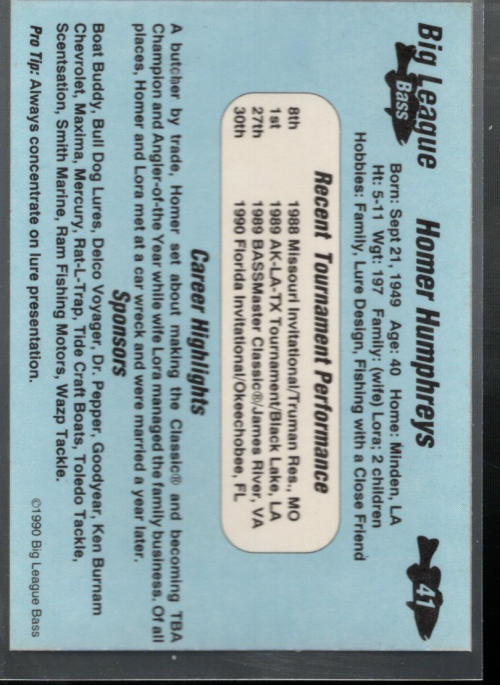 Big League Bass
Homer Humphreys
41
Born: Sept 21, 1949 Age: 40 Home: Minden, LA
Ht: 5-11 Wgt: 197 Family: (wife) Lora; 2 children
Hobbies: Family, Lure Design, Fishing with a Close Friend
Recent Tournament Performance
8th 1988 Missouri Invitational/Truman Res., MO
1st 1989 AK-LA-TX Tournament/Black Lake, LA
27th 1989 BASSMaster Classic®/James River, VA
30th 1990 Florida Invitational/Okeechobee, FL
Career Highlights
A butcher by trade, Homer set about making the Classic® and becoming TBA
Champion and Angler-of-the Year while wife Lora managed the family business. Of all
places, Homer and Lora met at a car wreck and were married a year later.
Sponsors
Boat Buddy, Bull Dog Lures, Delco Voyager, Dr. Pepper, Goodyear, Ken Burnam
Chevrolet, Maxima, Mercury, Rat-L-Trap, Tide Craft Boats, Toledo Tackle,
Scentsation, Smith Marine, Ram Fishing Motors, Wazp Tackle.
Pro Tip: Always concentrate on lure presentation.
©1990 Big League Bass